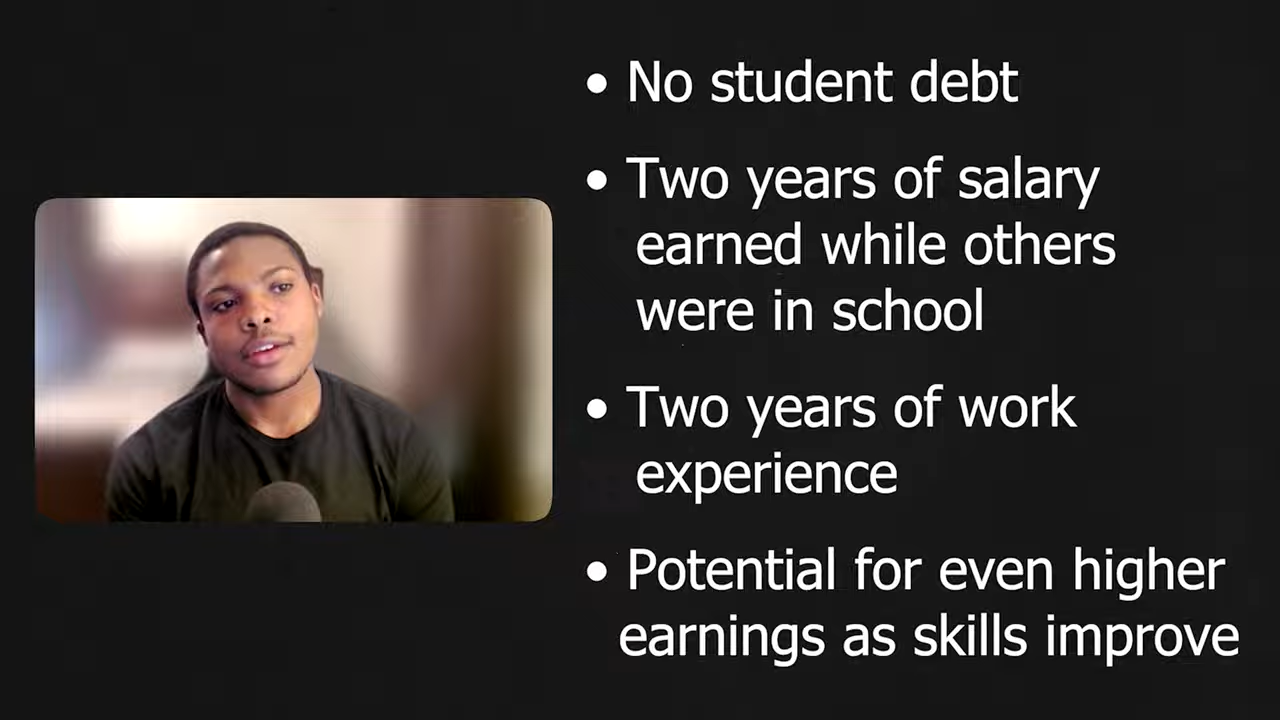 • No student debt
• Two years of salary
earned while others
were in school
• Two years of work
experience
• Potential for even higher
earnings as skills improve